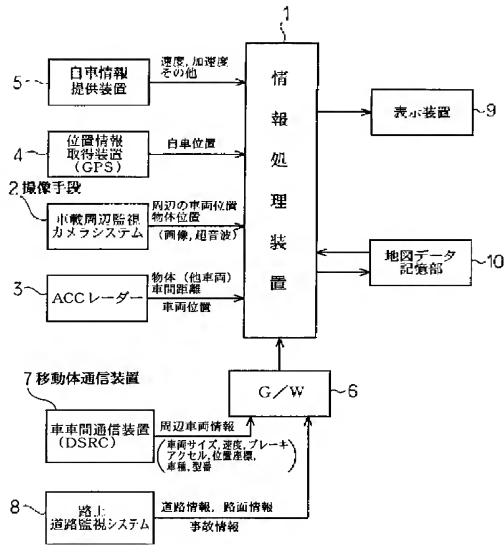 1
5
自車情報
提供装置
速度,加速度
その他
4
位置情報
取得装置
(GPS)
自車位置
2 撮像手段
車載周辺監視
カメラシステム
周辺の車両位置
物体位置
(画像,超音波)
3
ACCレーダー
物体(他車両)
車間距離
車両位置
情報処理装置
表示装置
9
地図データ
記憶部
10
G/W
6
7 移動体通信装置
車車間通信装置
(DSRC)
周辺車両情報
(車両サイズ,速度,ブレーキ
アクセル,位置座標,
車種,型番)
8
路上
道路監視システム
道路情報,路面情報
事故情報